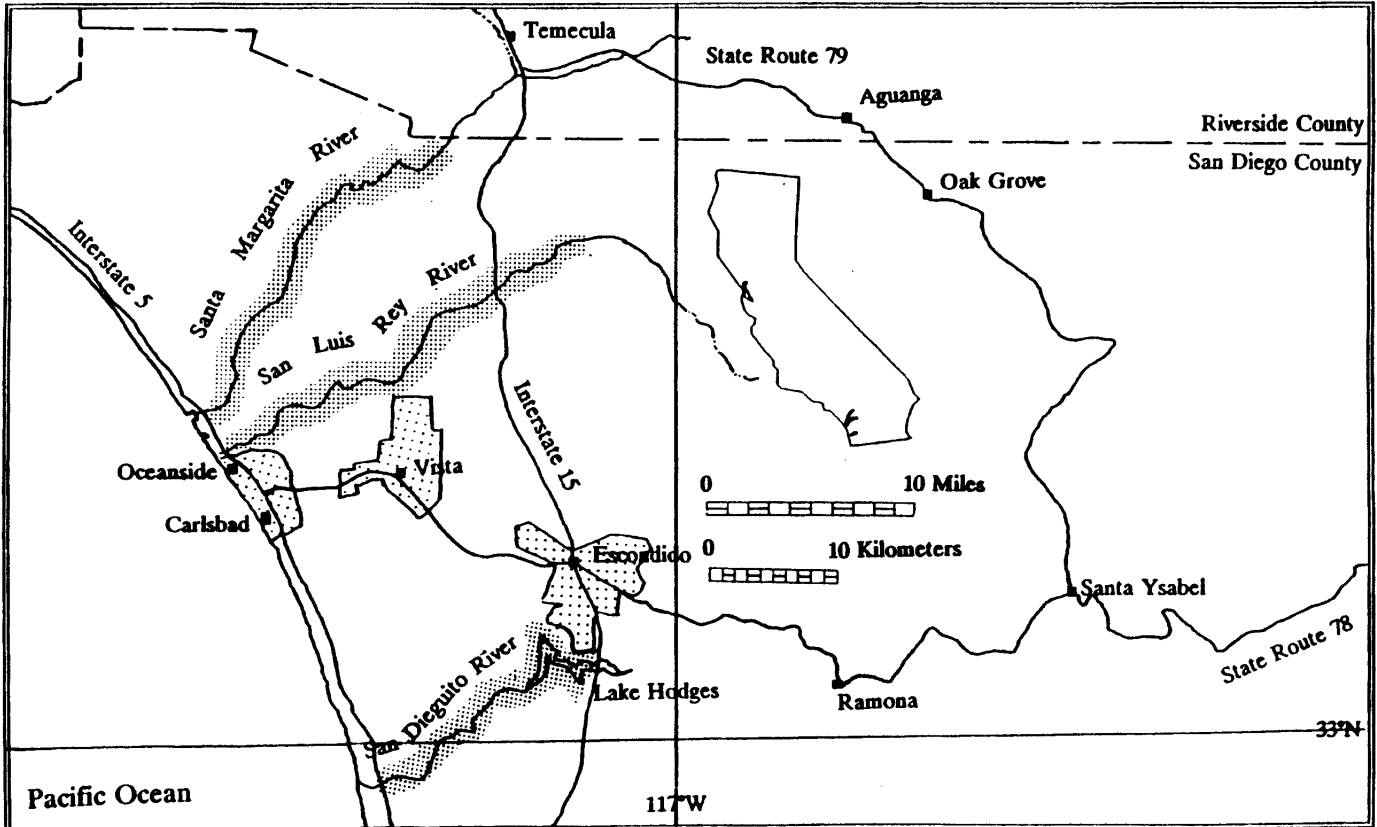 Temecula
State Route 79
Aguanga
Riverside County
San Diego County
Oak Grove
Santa Margarita River
Interstate 5
San Luis Rey River
Interstate 15
0 10 Miles
0 10 Kilometers
Oceanside
Vista
Carlsbad
Escondido
Santa Ysabel
State Route 78
San Dieguito River
Lake Hodges
Ramona
33°N
117°W
Pacific Ocean